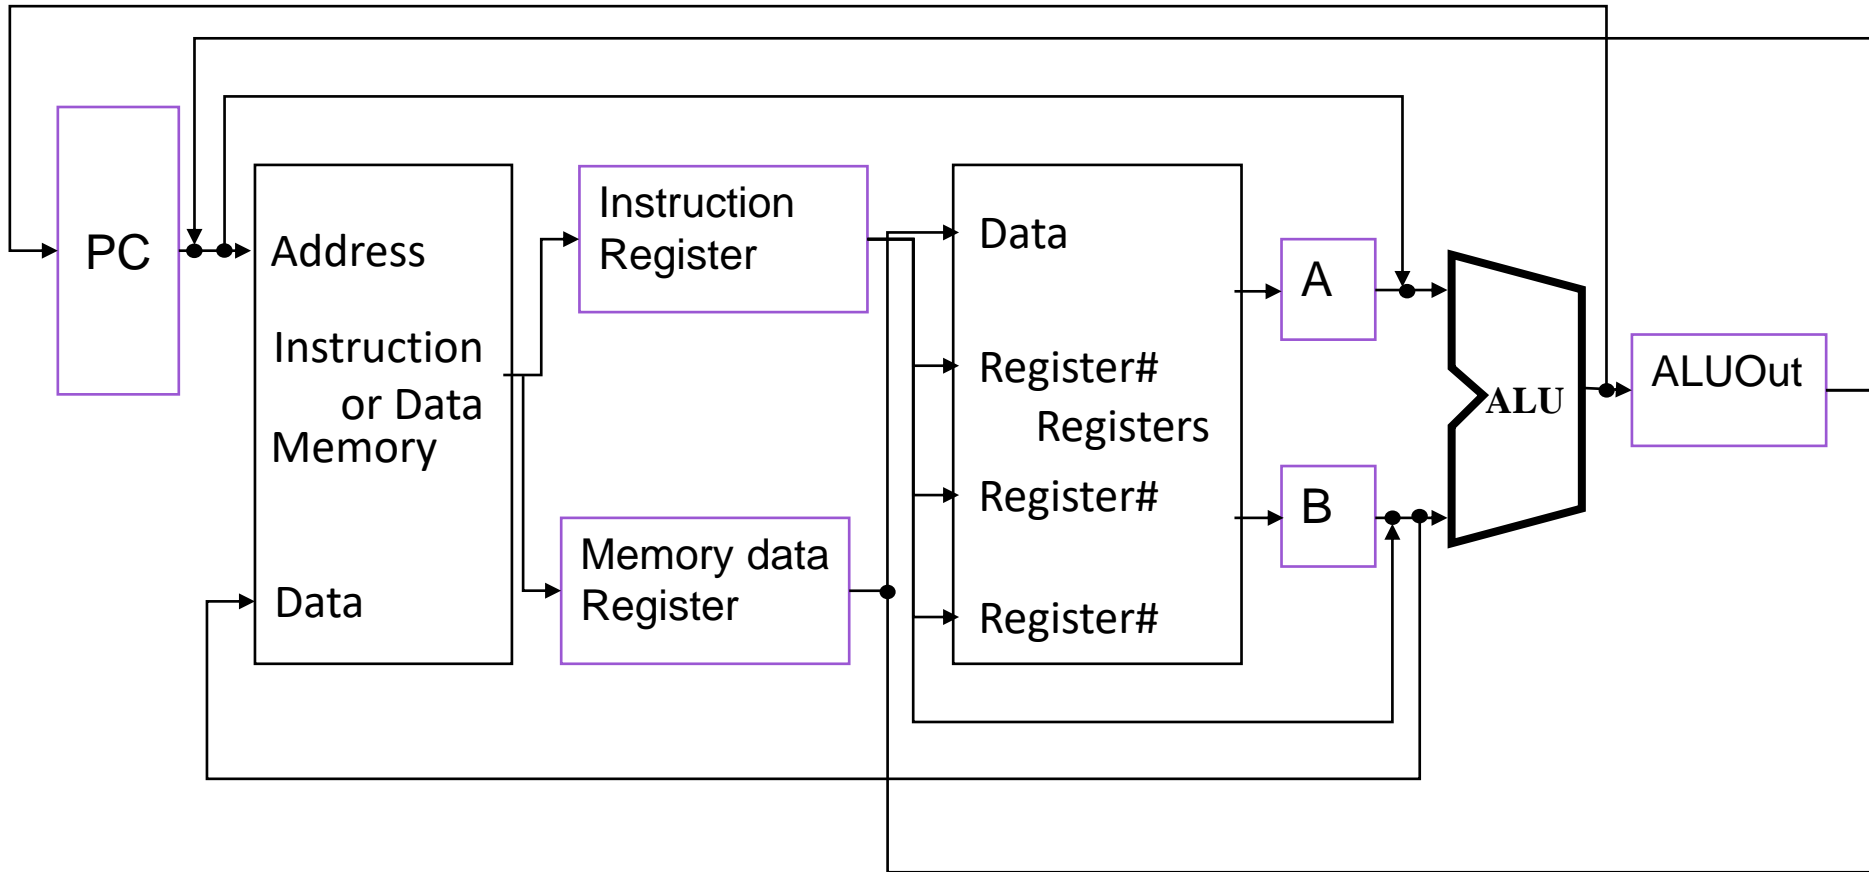 PC
Address
Instruction
or Data
Memory
Data
Instruction
Register
Memory data
Register
Data
Register#
Registers
Register#
Register#
A
B
ALU
ALUOut